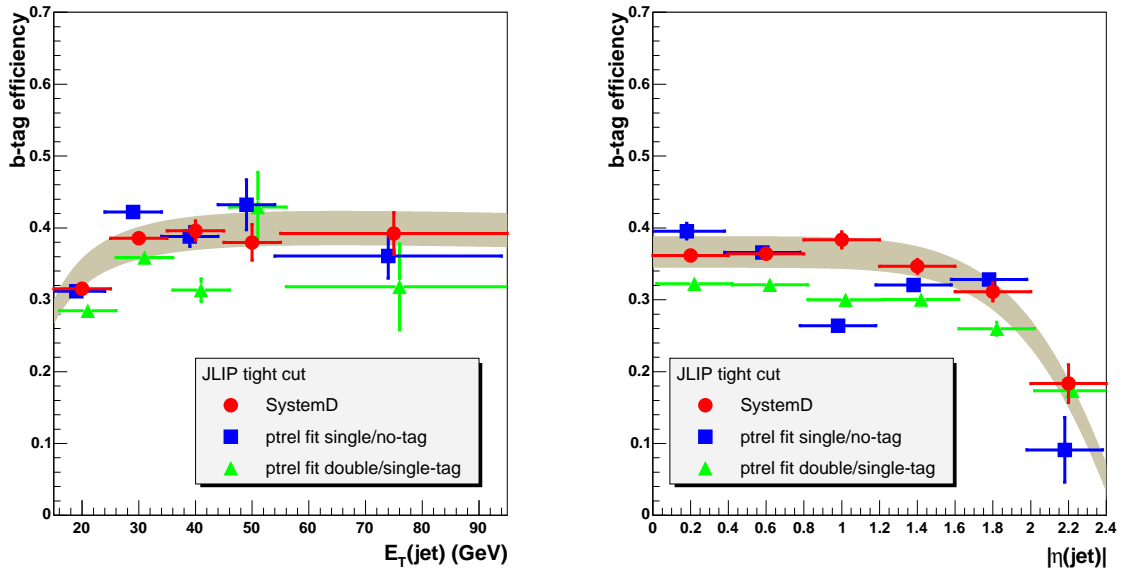 b-tag efficiency
0.7
0.6
0.5
0.4
0.3
0.2
0.1
0
JLIP tight cut
SystemD
ptrel fit single/no-tag
ptrel fit double/single-tag
20 30 40 50 60 70 80 90
E_T(jet) (GeV)
b-tag efficiency
0.7
0.6
0.5
0.4
0.3
0.2
0.1
0
JLIP tight cut
SystemD
ptrel fit single/no-tag
ptrel fit double/single-tag
0 0.2 0.4 0.6 0.8 1 1.2 1.4 1.6 1.8 2 2.2 2.4
|η(jet)|